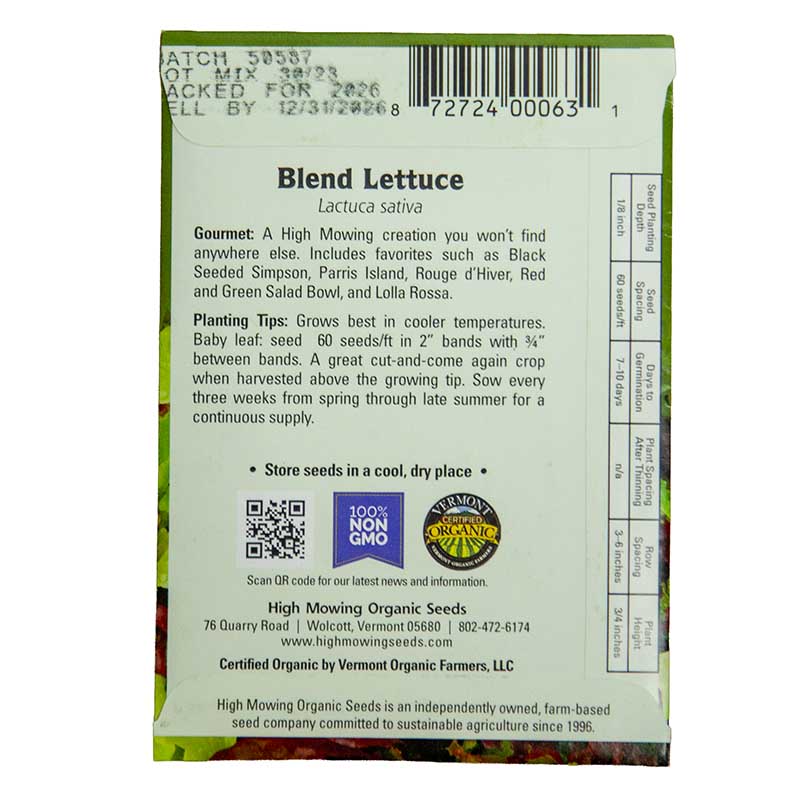 BATCH 50587
LOT MIX 30/23
PACKED FOR 2026
SELL BY 12/31/2026
8 72724 00063 1
Blend Lettuce
Lactuca sativa
Gourmet: A High Mowing creation you won't find
anywhere else. Includes favorites such as Black
Seeded Simpson, Parris Island, Rouge d'Hiver, Red
and Green Salad Bowl, and Lolla Rossa.
Planting Tips: Grows best in cooler temperatures.
Baby leaf: seed 60 seeds/ft in 2” bands with ¾”
between bands. A great cut-and-come again crop
when harvested above the growing tip. Sow every
three weeks from spring through late summer for a
continuous supply.
• Store seeds in a cool, dry place •
100%
NON
GMO
VERMONT
CERTIFIED
ORGANIC
VERMONT ORGANIC FARMERS
Scan QR code for our latest news and information.
High Mowing Organic Seeds
76 Quarry Road | Wolcott, Vermont 05680 | 802-472-6174
www.highmowingseeds.com
Certified Organic by Vermont Organic Farmers, LLC
High Mowing Organic Seeds is an independently owned, farm-based
seed company committed to sustainable agriculture since 1996.
Seed Planting
Depth
1/8 inch
Seed
Spacing
60 seeds/ft
Days to
Germination
7–10 days
Plant Spacing
After Thinning
n/a
Row
Spacing
3–6 inches
Plant
Height
3/4 inches